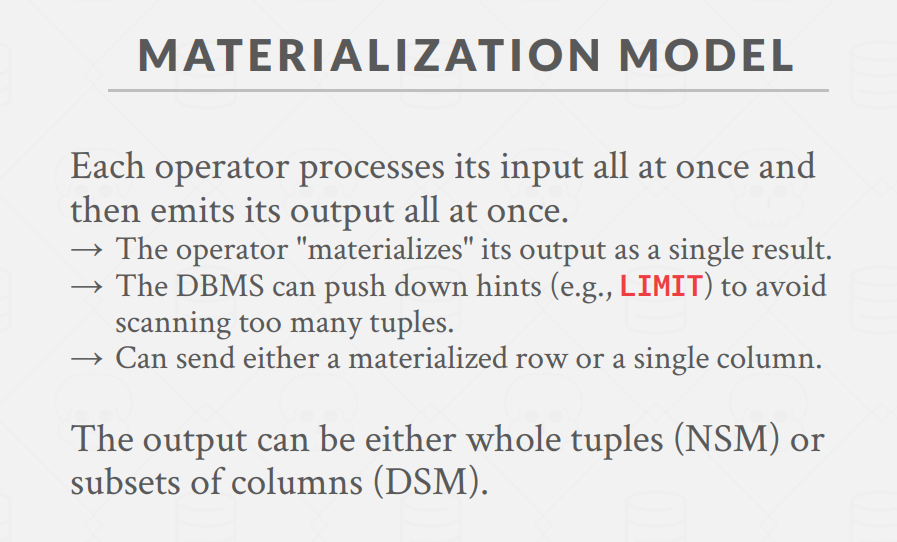 MATERIALIZATION MODEL
Each operator processes its input all at once and
then emits its output all at once.
→ The operator "materializes" its output as a single result.
→ The DBMS can push down hints (e.g., LIMIT) to avoid
scanning too many tuples.
→ Can send either a materialized row or a single column.
The output can be either whole tuples (NSM) or
subsets of columns (DSM).